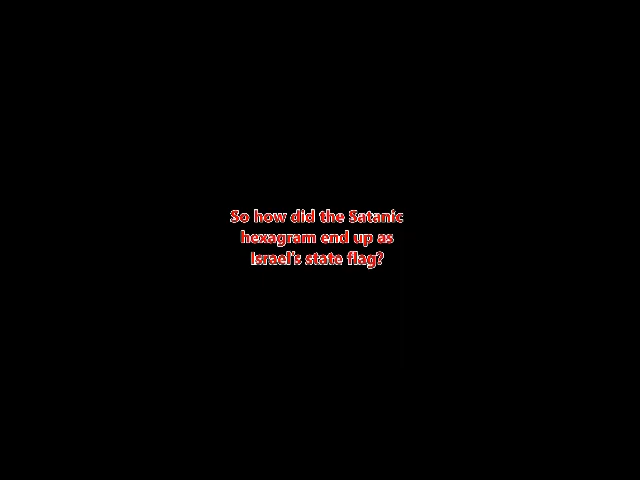 So how did the Satanic
hexagram end up as
Israel's state flag?